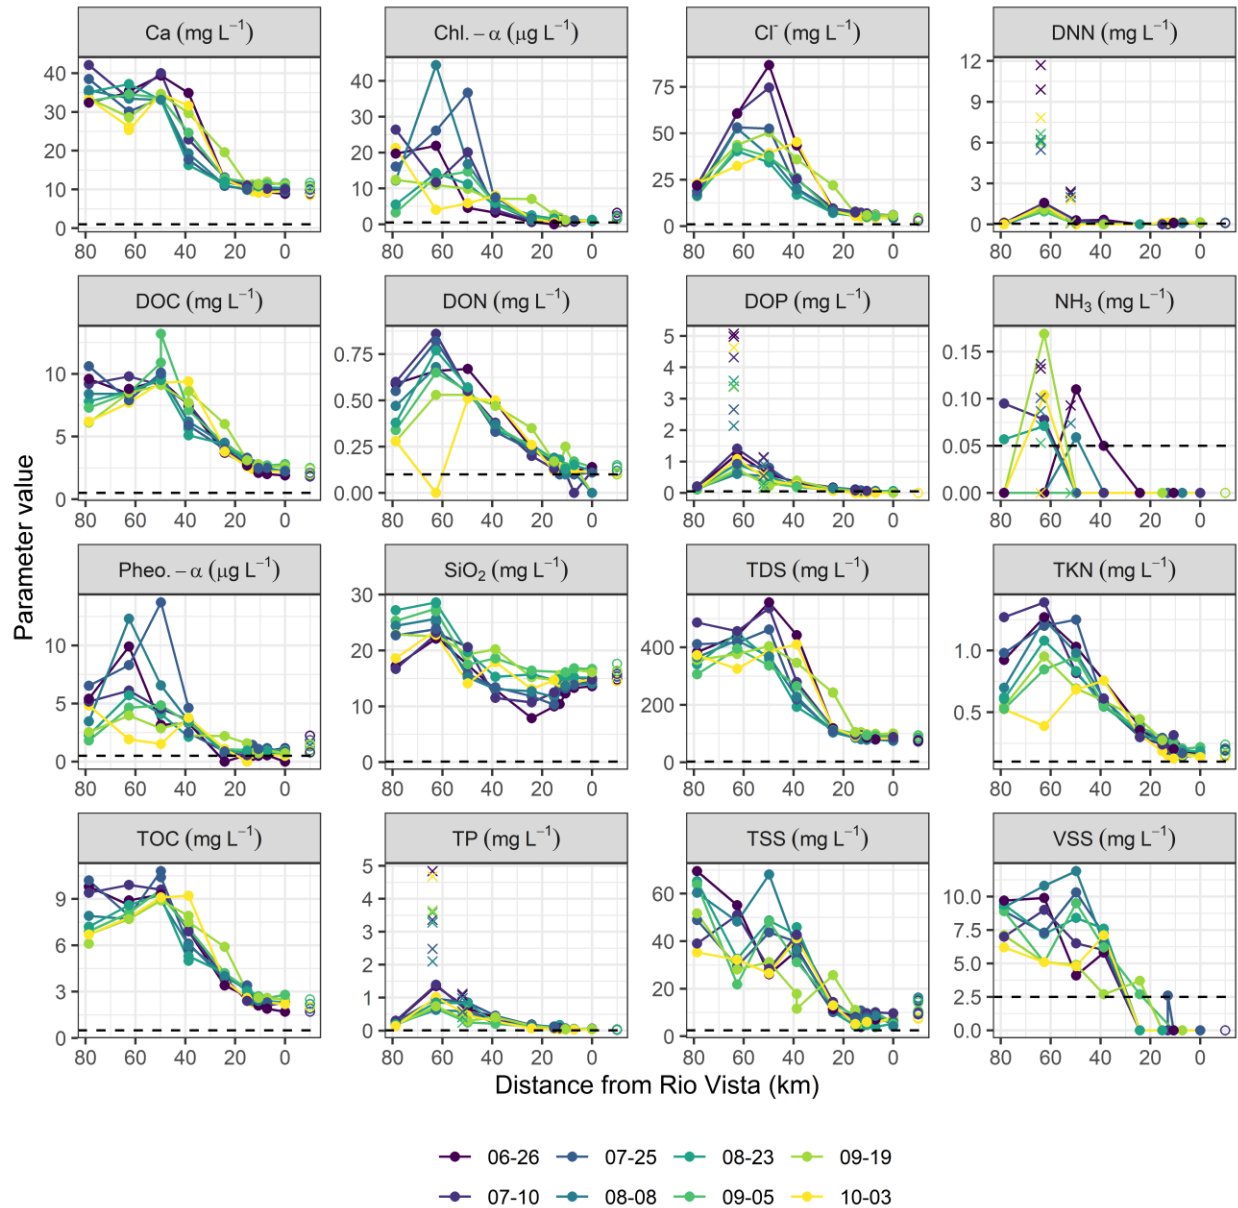 Ca (mg L⁻¹)
Chl. − α (μg L⁻¹)
Cl⁻ (mg L⁻¹)
DNN (mg L⁻¹)
40
30
20
10
0
80 60 40 20 0
40
30
20
10
0
80 60 40 20 0
75
50
25
0
80 60 40 20 0
12
9
6
3
0
80 60 40 20 0
DOC (mg L⁻¹)
DON (mg L⁻¹)
DOP (mg L⁻¹)
NH₃ (mg L⁻¹)
10
5
0
80 60 40 20 0
0.75
0.50
0.25
0.00
80 60 40 20 0
5
4
3
2
1
0
80 60 40 20 0
0.15
0.10
0.05
0.00
80 60 40 20 0
Parameter value
Pheo. − α (μg L⁻¹)
SiO₂ (mg L⁻¹)
TDS (mg L⁻¹)
TKN (mg L⁻¹)
10
5
0
80 60 40 20 0
30
20
10
0
80 60 40 20 0
400
200
0
80 60 40 20 0
1.0
0.5
80 60 40 20 0
TOC (mg L⁻¹)
TP (mg L⁻¹)
TSS (mg L⁻¹)
VSS (mg L⁻¹)
9
6
3
0
80 60 40 20 0
5
4
3
2
1
0
80 60 40 20 0
60
40
20
0
80 60 40 20 0
10.0
7.5
5.0
2.5
0.0
80 60 40 20 0
Distance from Rio Vista (km)
06-26 07-25 08-23 09-19
07-10 08-08 09-05 10-03